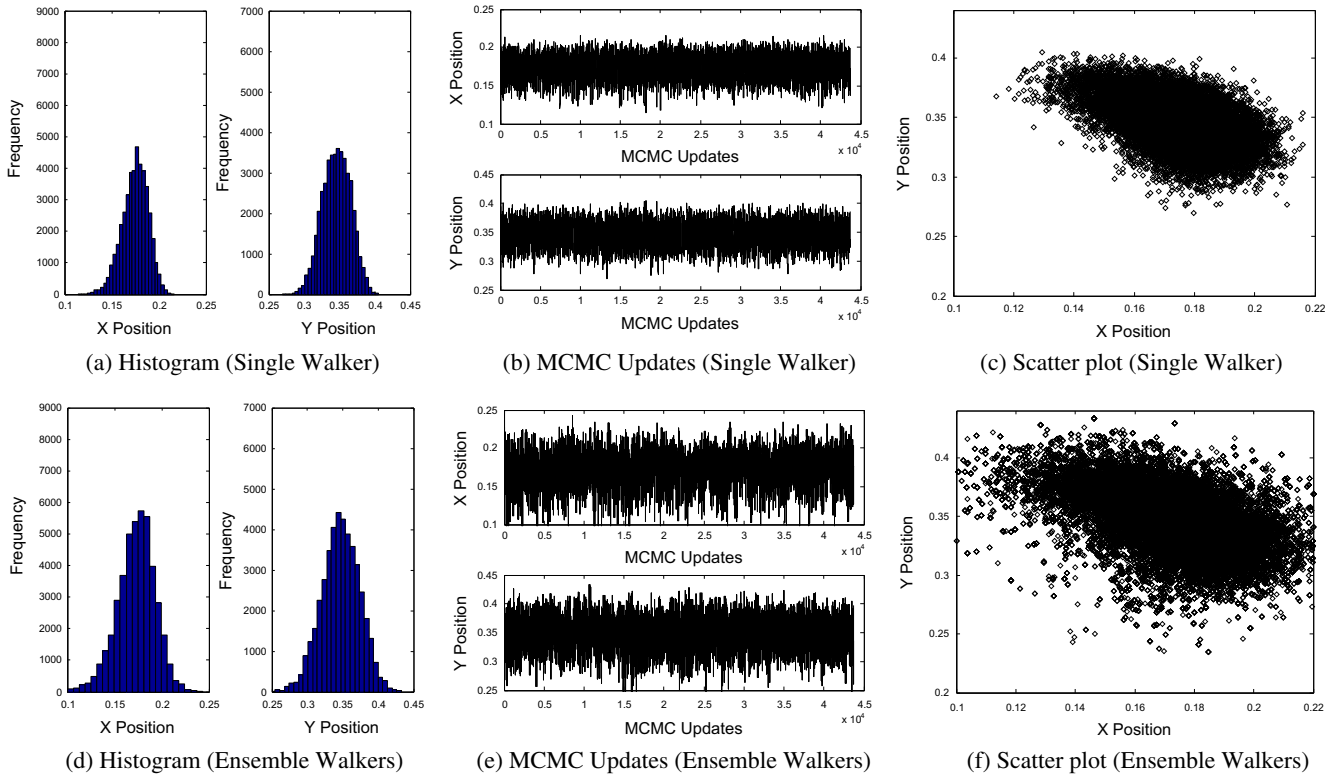 9000
8000
7000
6000
5000
4000
3000
2000
1000
0
Frequency
0.1 0.15 0.2 0.25
X Position
7000
6000
5000
4000
3000
2000
1000
0
Frequency
0.25 0.3 0.35 0.4 0.45
Y Position
(a) Histogram (Single Walker)
0.25
0.2
0.15
0.1
X Position
0 0.5 1 1.5 2 2.5 3 3.5 4 4.5
x 10⁴
MCMC Updates
0.45
0.4
0.35
0.3
0.25
Y Position
0 0.5 1 1.5 2 2.5 3 3.5 4 4.5
x 10⁴
MCMC Updates
(b) MCMC Updates (Single Walker)
0.4
0.35
0.3
0.25
0.2
Y Position
0.1 0.12 0.14 0.16 0.18 0.2 0.22
X Position
(c) Scatter plot (Single Walker)
9000
8000
7000
6000
5000
4000
3000
2000
1000
0
Frequency
0.1 0.15 0.2 0.25
X Position
7000
6000
5000
4000
3000
2000
1000
0
Frequency
0.25 0.3 0.35 0.4 0.45
Y Position
(d) Histogram (Ensemble Walkers)
0.25
0.2
0.15
0.1
X Position
0 0.5 1 1.5 2 2.5 3 3.5 4 4.5
x 10⁴
MCMC Updates
0.45
0.4
0.35
0.3
0.25
Y Position
0 0.5 1 1.5 2 2.5 3 3.5 4 4.5
x 10⁴
MCMC Updates
(e) MCMC Updates (Ensemble Walkers)
0.4
0.35
0.3
0.25
0.2
Y Position
0.1 0.12 0.14 0.16 0.18 0.2 0.22
X Position
(f) Scatter plot (Ensemble Walkers)